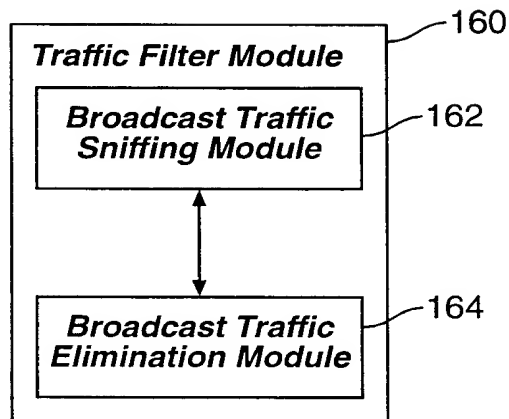 160
Traffic Filter Module
Broadcast Traffic
Sniffing Module
162
Broadcast Traffic
Elimination Module
164